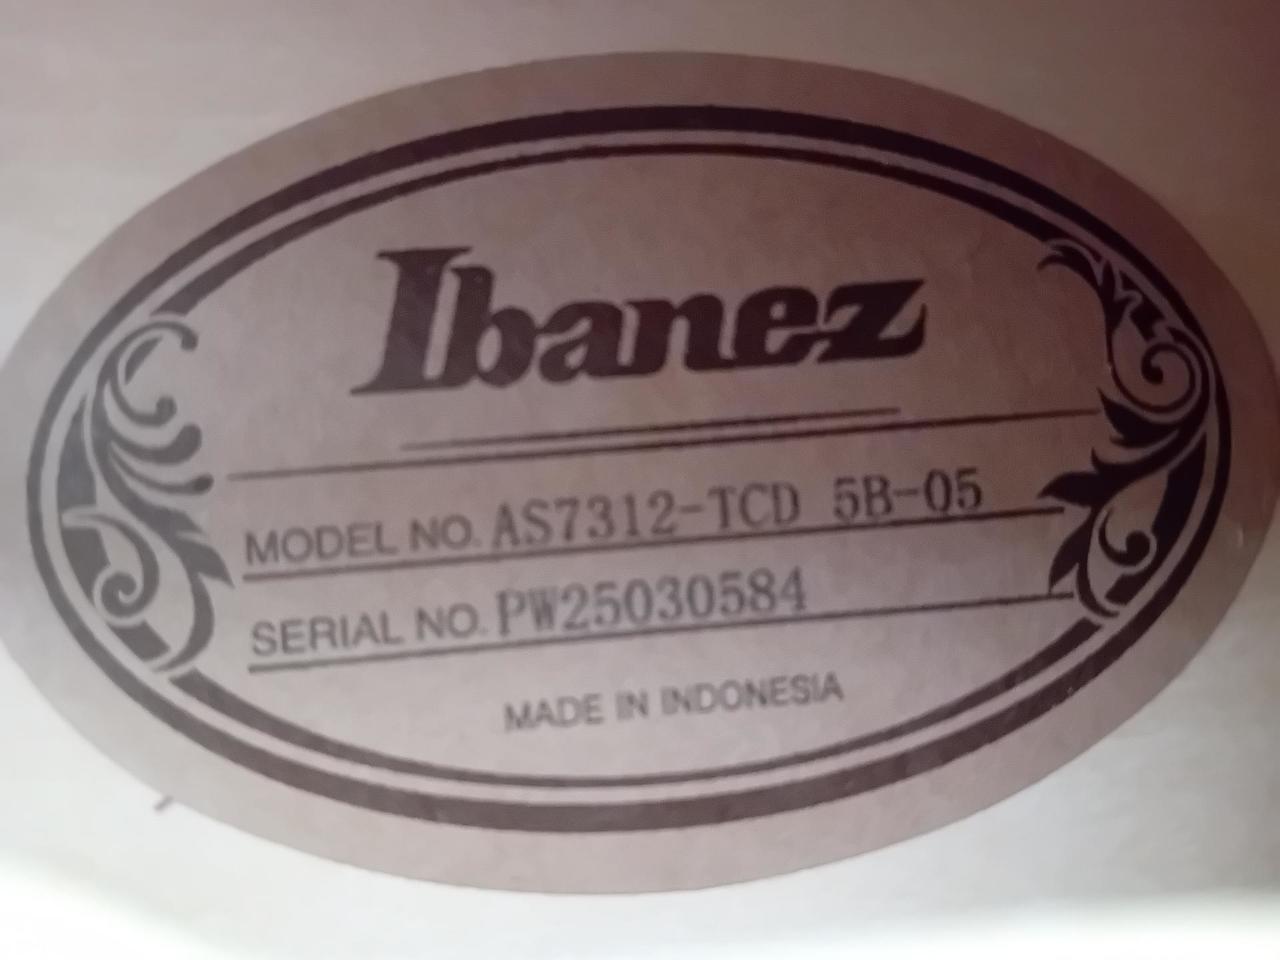 Ibanez
MODEL NO. AS7312-TCD 5B-05
SERIAL NO. PW25030584
MADE IN INDONESIA